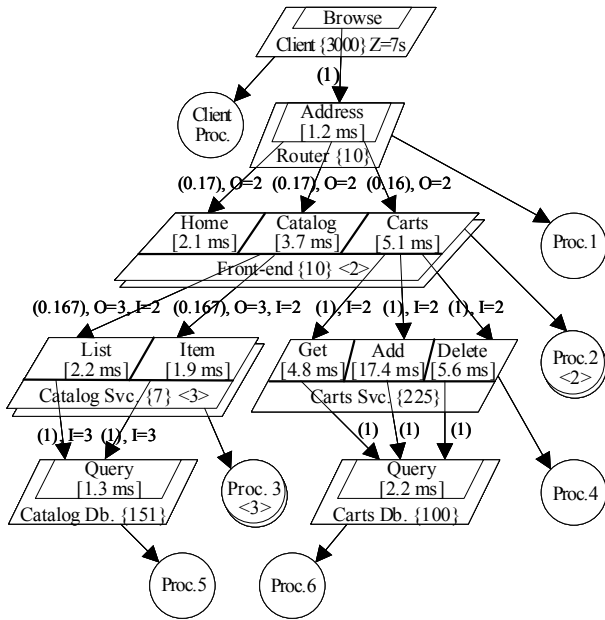 Browse
Client {3000} Z=7s
(1)
Client
Proc.
Address
[1.2 ms]
Router {10}
(0.17), O=2 (0.17), O=2 (0.16), O=2
Home Catalog Carts
[2.1 ms] [3.7 ms] [5.1 ms]
Proc.1
Front-end {10} <2>
(0.167), O=3, I=2 (0.167), O=3, I=2 (1), I=2 (1), I=2 (1), I=2
List Item Get Add Delete
[2.2 ms] [1.9 ms] [4.8 ms] [17.4 ms] [5.6 ms]
Proc.2
<2>
Catalog Svc. {7} <3> Carts Svc. {225}
(1), I=3 (1), I=3 (1) (1) (1)
Query Query
[1.3 ms] [2.2 ms]
Proc. 3
<3>
Proc.4
Catalog Db. {151} Carts Db. {100}
Proc.5 Proc.6